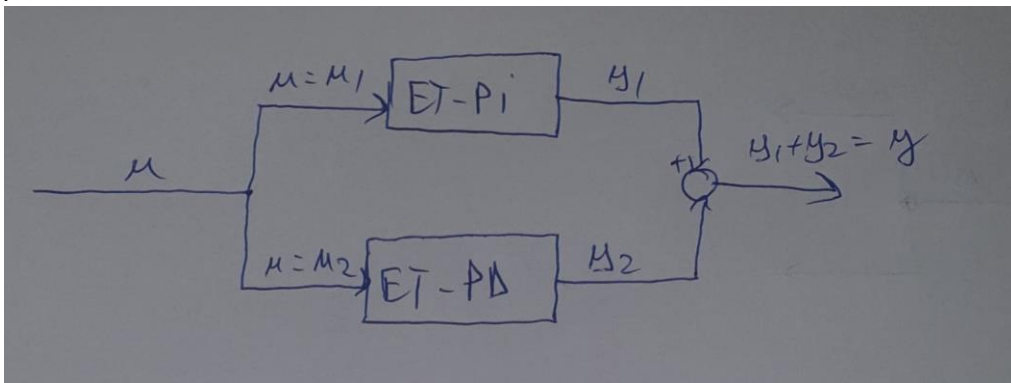 u = u1
ET-Pi
y1
u
+
y1+y2 = y
u = u2
ET-PD
y2